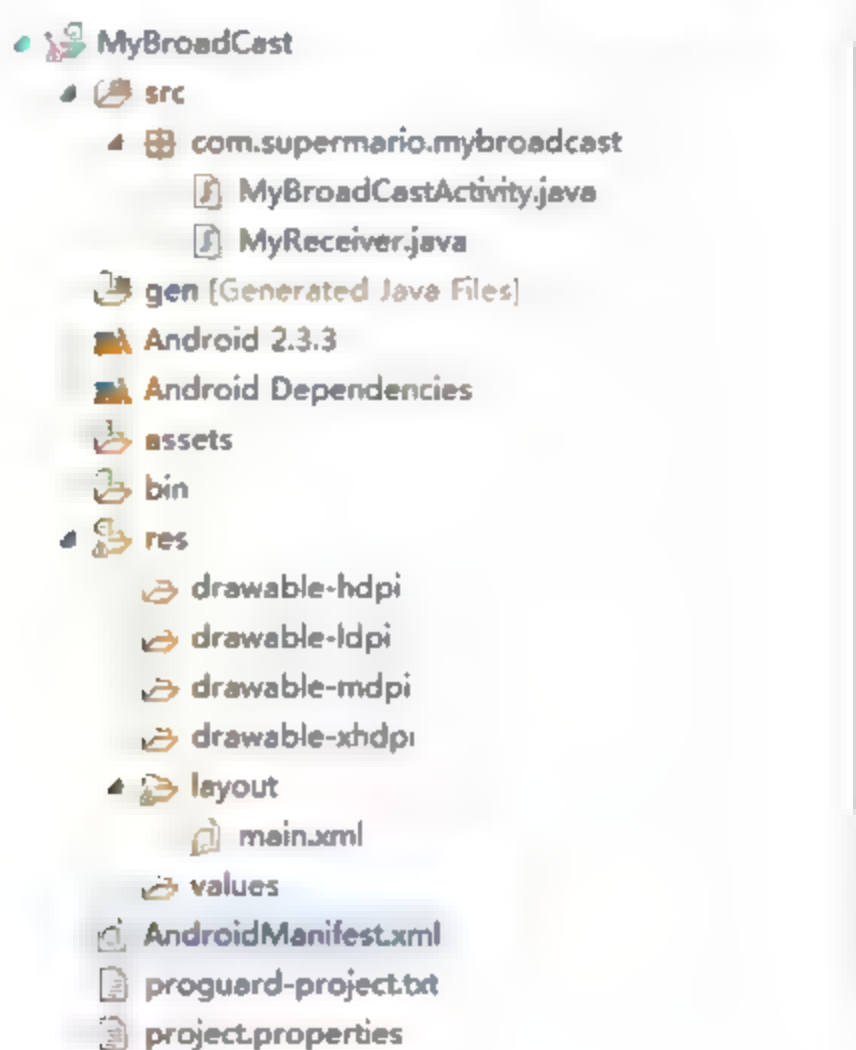 MyBroadCast
src
com.supermario.mybroadcast
MyBroadCastActivity.java
MyReceiver.java
gen [Generated Java Files]
Android 2.3.3
Android Dependencies
assets
bin
res
drawable-hdpi
drawable-ldpi
drawable-mdpi
drawable-xhdpi
layout
main.xml
values
AndroidManifest.xml
proguard-project.txt
project.properties